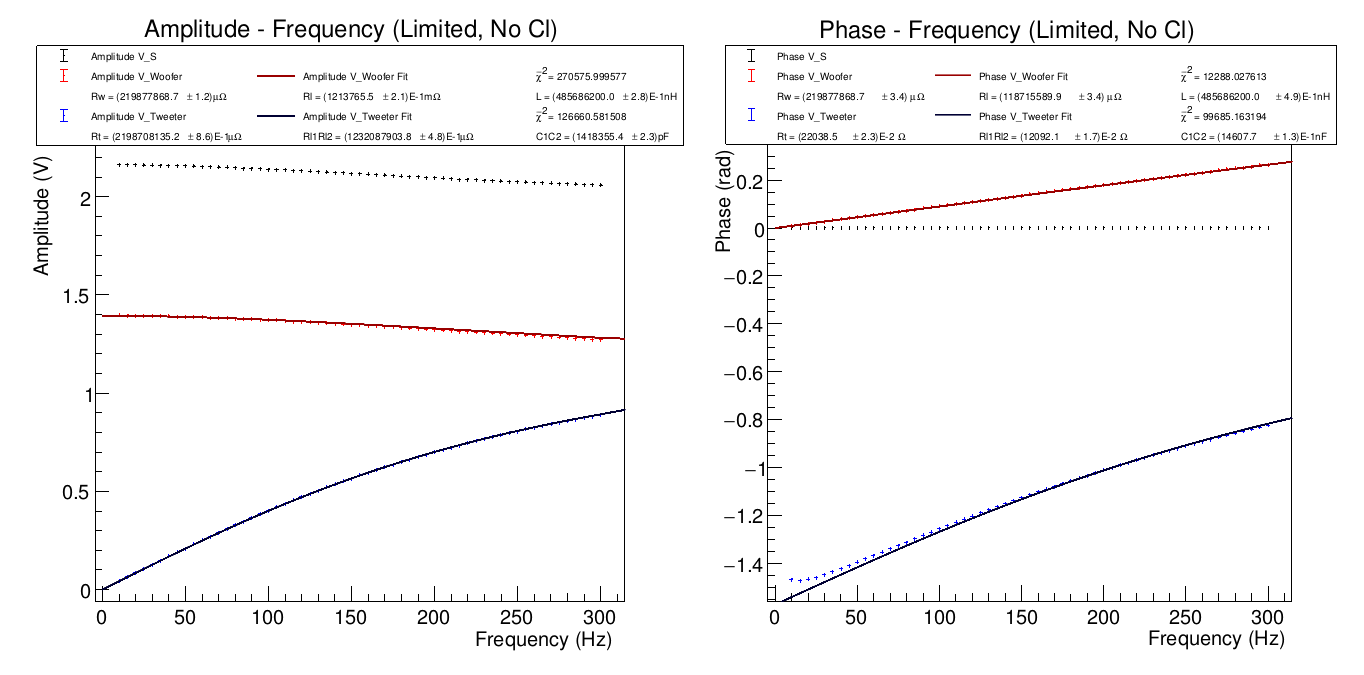 Amplitude - Frequency (Limited, No Cl)
Amplitude V_S
Amplitude V_Woofer Amplitude V_Woofer Fit χ̄²= 270575.999577
Rw = (219877868.7 ± 1.2)μΩ Rl = (1213765.5 ± 2.1)E-1mΩ L = (485686200.0 ± 2.8)E-1nH
Amplitude V_Tweeter Amplitude V_Tweeter Fit χ̄²= 126660.581508
Rt = (2198708135.2 ± 8.6)E-1μΩ Rl1Rl2 = (1232087903.8 ± 4.8)E-1μΩ C1C2 = (1418355.4 ± 2.3)pF
Amplitude (V)
2
1.5
1
0.5
0
0 50 100 150 200 250 300
Frequency (Hz)
Phase - Frequency (Limited, No Cl)
Phase V_S
Phase V_Woofer Phase V_Woofer Fit χ̄²= 12288.027613
Rw = (219877868.7 ± 3.4) μΩ Rl = (118715589.9 ± 3.4) μΩ L = (485686200.0 ± 4.9)E-1nH
Phase V_Tweeter Phase V_Tweeter Fit χ̄²= 99685.163194
Rt = (22038.5 ± 2.3)E-2 Ω Rl1Rl2 = (12092.1 ± 1.7)E-2 Ω C1C2 = (14607.7 ± 1.3)E-1nF
Phase (rad)
0.2
0
−0.2
−0.4
−0.6
−0.8
−1
−1.2
−1.4
0 50 100 150 200 250 300
Frequency (Hz)